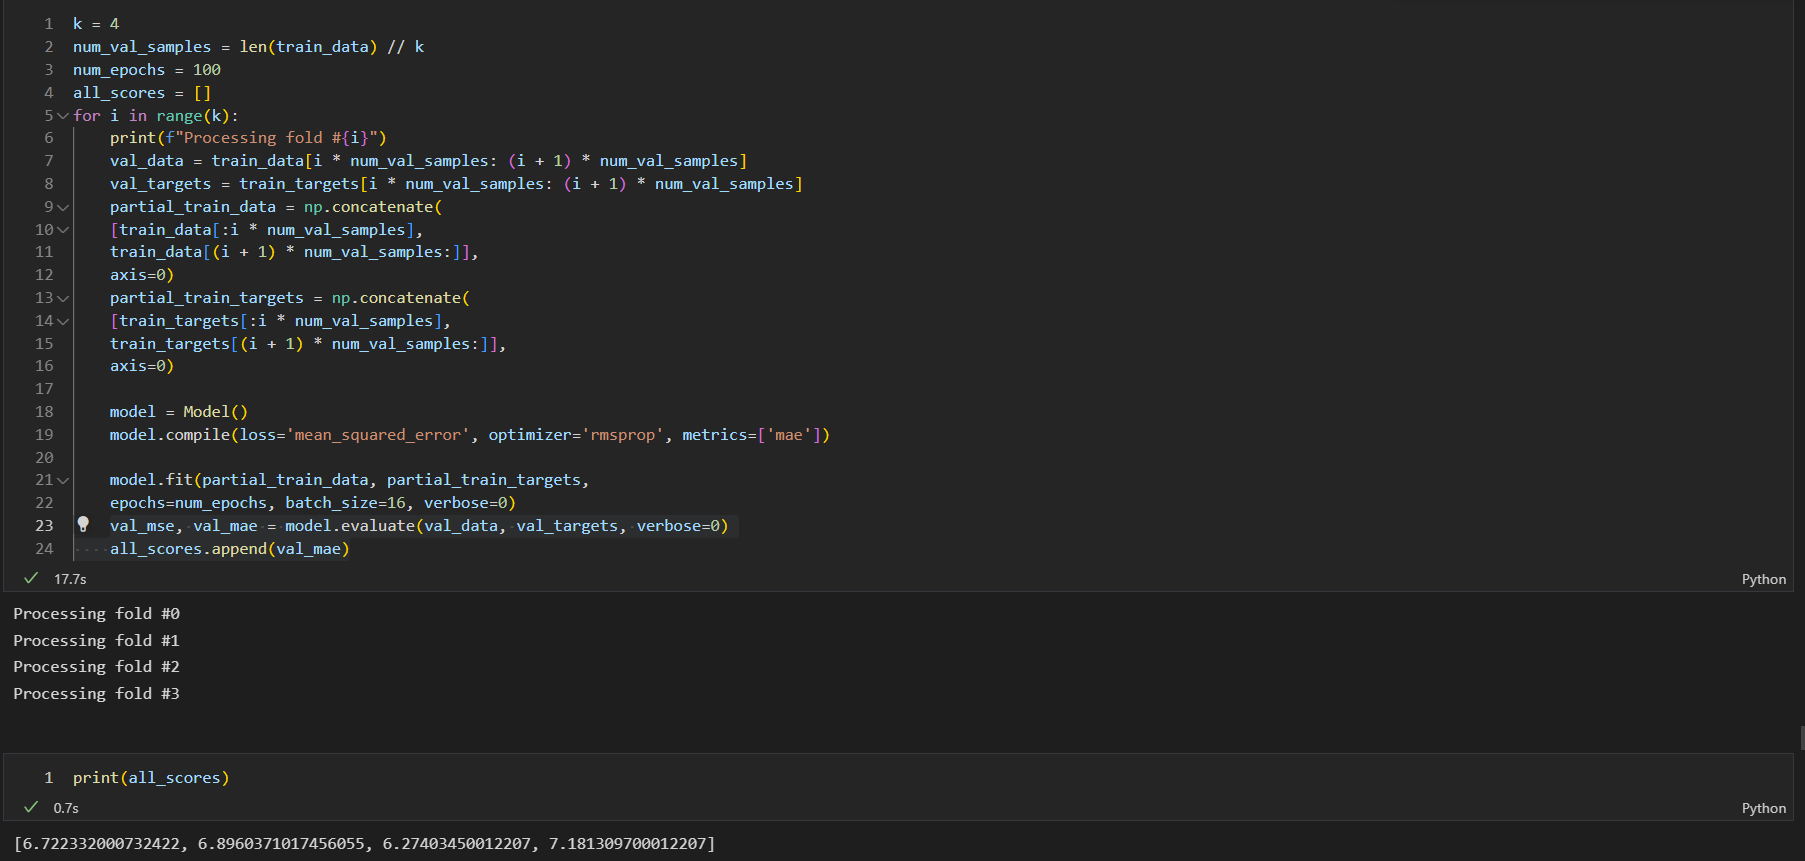 1 k = 4
2 num_val_samples = len(train_data) // k
3 num_epochs = 100
4 all_scores = []
5 for i in range(k):
6 print(f"Processing fold #{i}")
7 val_data = train_data[i * num_val_samples: (i + 1) * num_val_samples]
8 val_targets = train_targets[i * num_val_samples: (i + 1) * num_val_samples]
9 partial_train_data = np.concatenate(
10 [train_data[:i * num_val_samples],
11 train_data[(i + 1) * num_val_samples:]],
12 axis=0)
13 partial_train_targets = np.concatenate(
14 [train_targets[:i * num_val_samples],
15 train_targets[(i + 1) * num_val_samples:]],
16 axis=0)
17
18 model = Model()
19 model.compile(loss='mean_squared_error', optimizer='rmsprop', metrics=['mae'])
20
21 model.fit(partial_train_data, partial_train_targets,
22 epochs=num_epochs, batch_size=16, verbose=0)
23 val_mse, val_mae = model.evaluate(val_data, val_targets, verbose=0)
24 all_scores.append(val_mae)
17.7s Python
Processing fold #0
Processing fold #1
Processing fold #2
Processing fold #3
1 print(all_scores)
0.7s Python
[6.722332000732422, 6.8960371017456055, 6.27403450012207, 7.181309700012207]